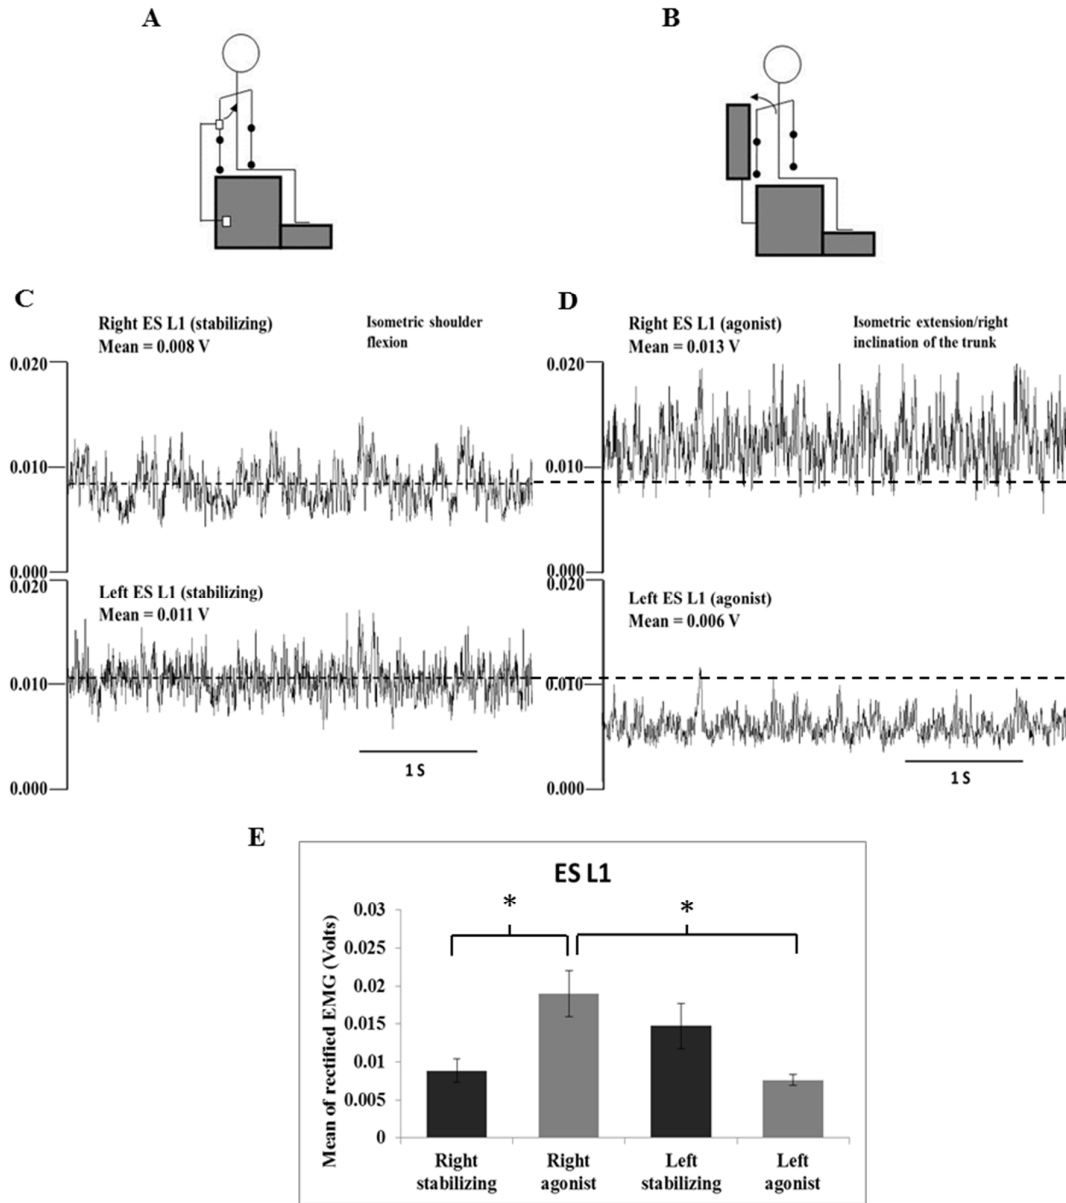 A
B
C
Right ES L1 (stabilizing)
Mean = 0.008 V
Isometric shoulder
flexion
0.020
0.010
0.000
0.020
Left ES L1 (stabilizing)
Mean = 0.011 V
0.010
0.000
1 S
D
Right ES L1 (agonist)
Mean = 0.013 V
Isometric extension/right
inclination of the trunk
0.020
0.010
0.000
0.020
Left ES L1 (agonist)
Mean = 0.006 V
0.010
0.000
1 S
E
ES L1
Mean of rectified EMG (Volts)
0.03
0.025
0.02
0.015
0.01
0.005
0
*
*
Right
stabilizing
Right
agonist
Left
stabilizing
Left
agonist